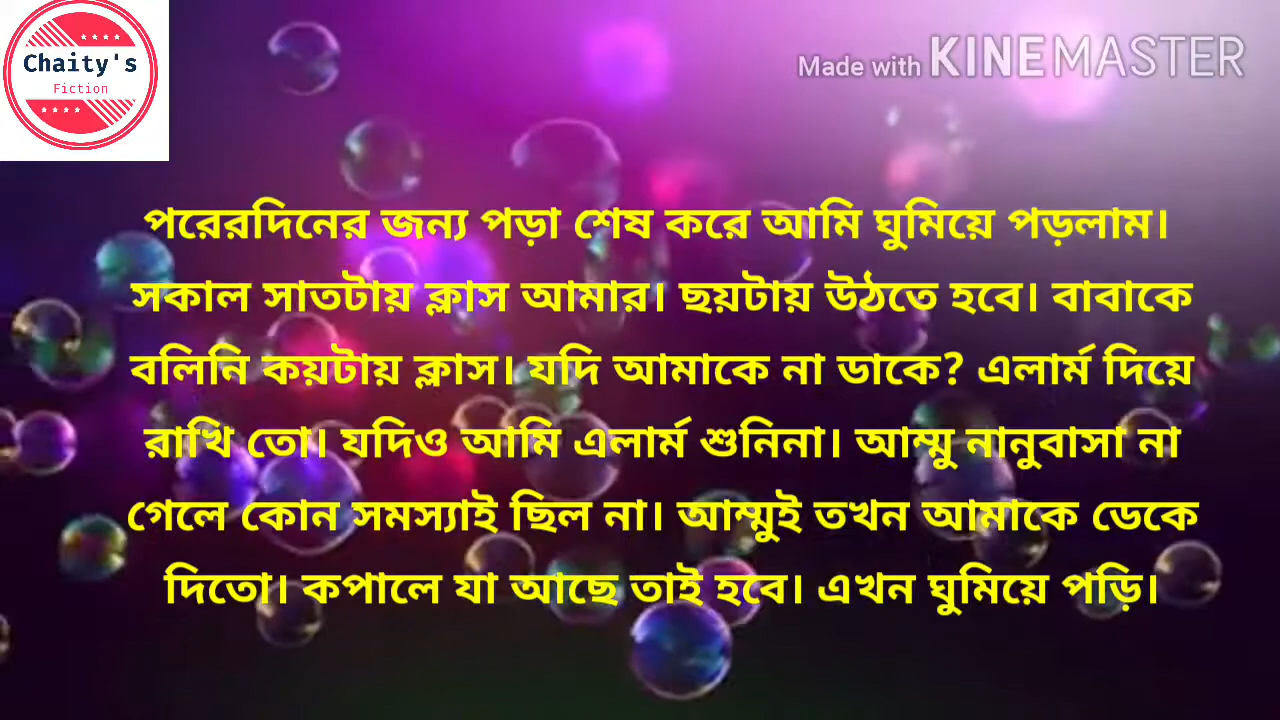 Chaity's
Fiction
Made with KINEMASTER
পরেরদিনের জন্য পড়া শেষ করে আমি ঘুমিয়ে পড়লাম।
সকাল সাতটায় ক্লাস আমার। ছয়টায় উঠতে হবে। বাবাকে
বলিনি কয়টায় ক্লাস। যদি আমাকে না ডাকে? এলার্ম দিয়ে
রাখি তো। যদিও আমি এলার্ম শুনিনা। আম্মু নানুবাসা না
গেলে কোন সমস্যাই ছিল না। আম্মুই তখন আমাকে ডেকে
দিতো। কপালে যা আছে তাই হবে। এখন ঘুমিয়ে পড়ি।